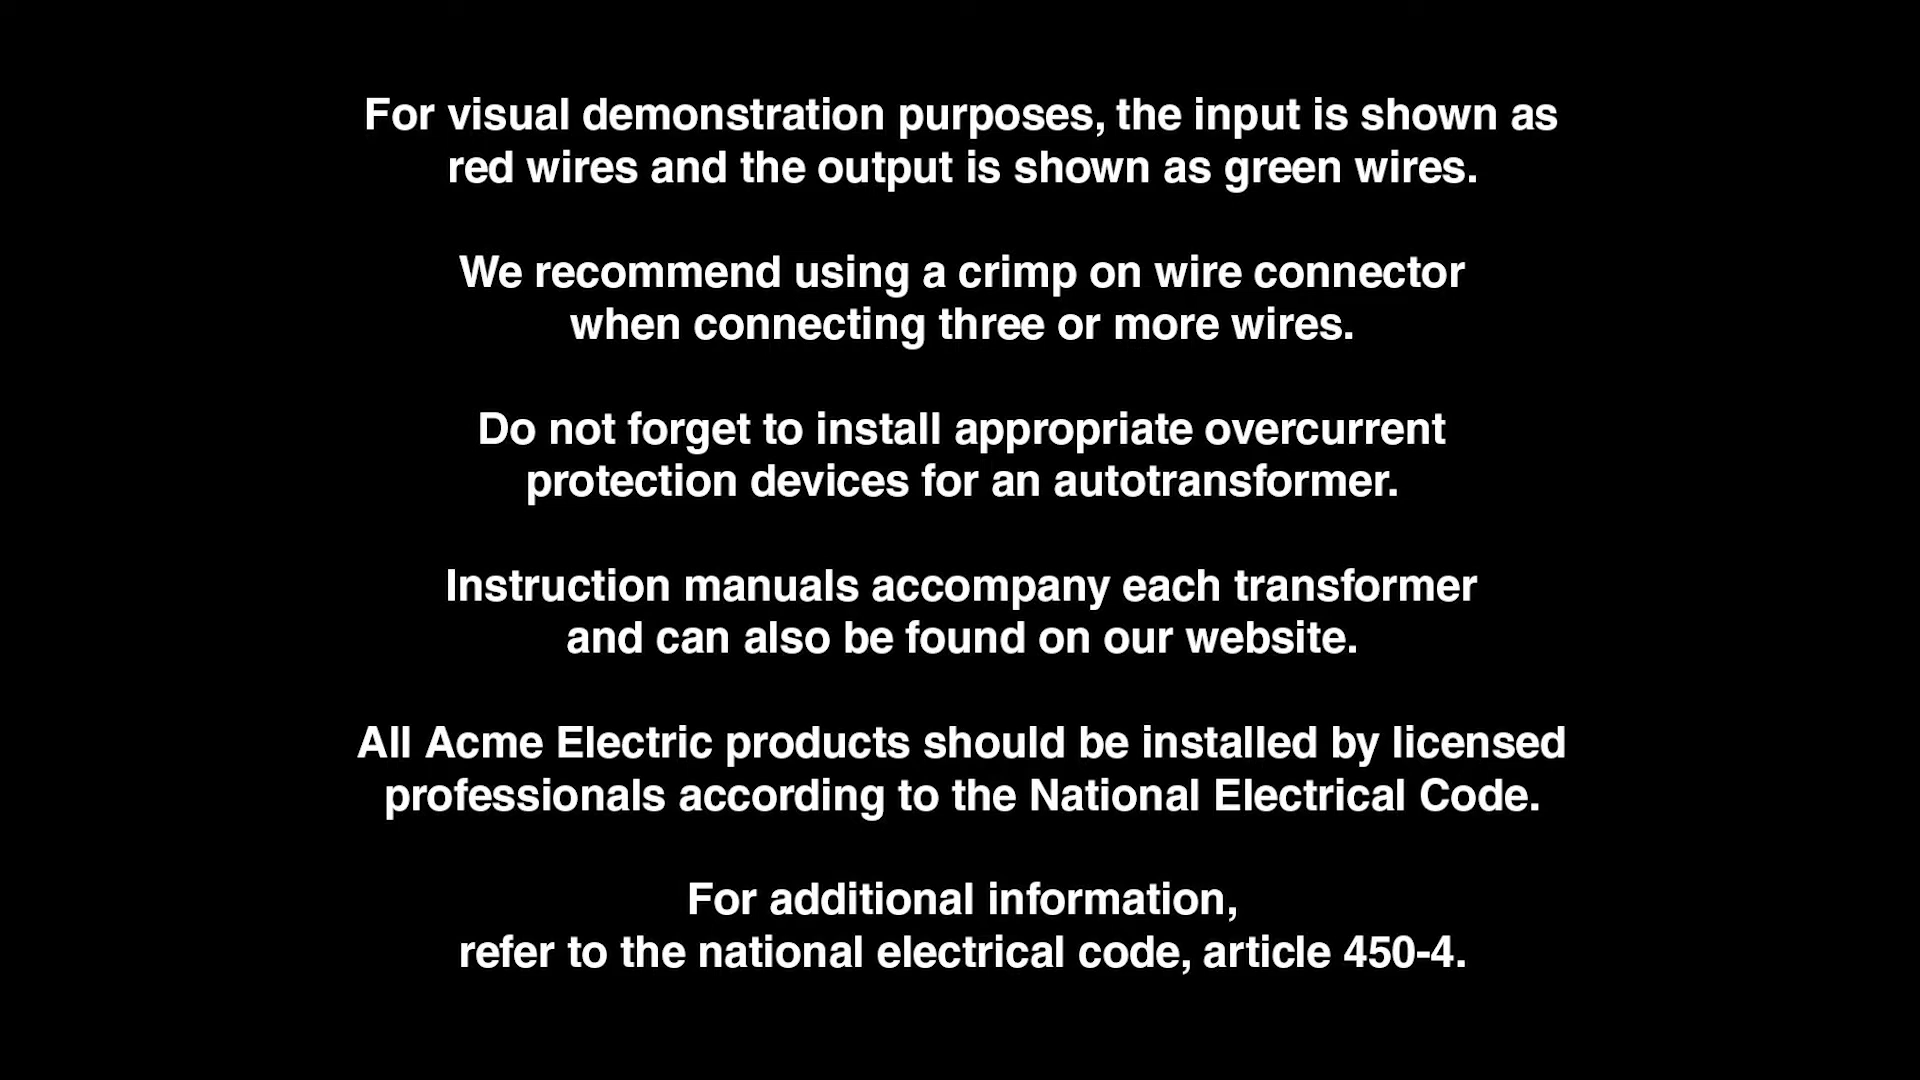 For visual demonstration purposes, the input is shown as
red wires and the output is shown as green wires.
We recommend using a crimp on wire connector
when connecting three or more wires.
Do not forget to install appropriate overcurrent
protection devices for an autotransformer.
Instruction manuals accompany each transformer
and can also be found on our website.
All Acme Electric products should be installed by licensed
professionals according to the National Electrical Code.
For additional information,
refer to the national electrical code, article 450-4.